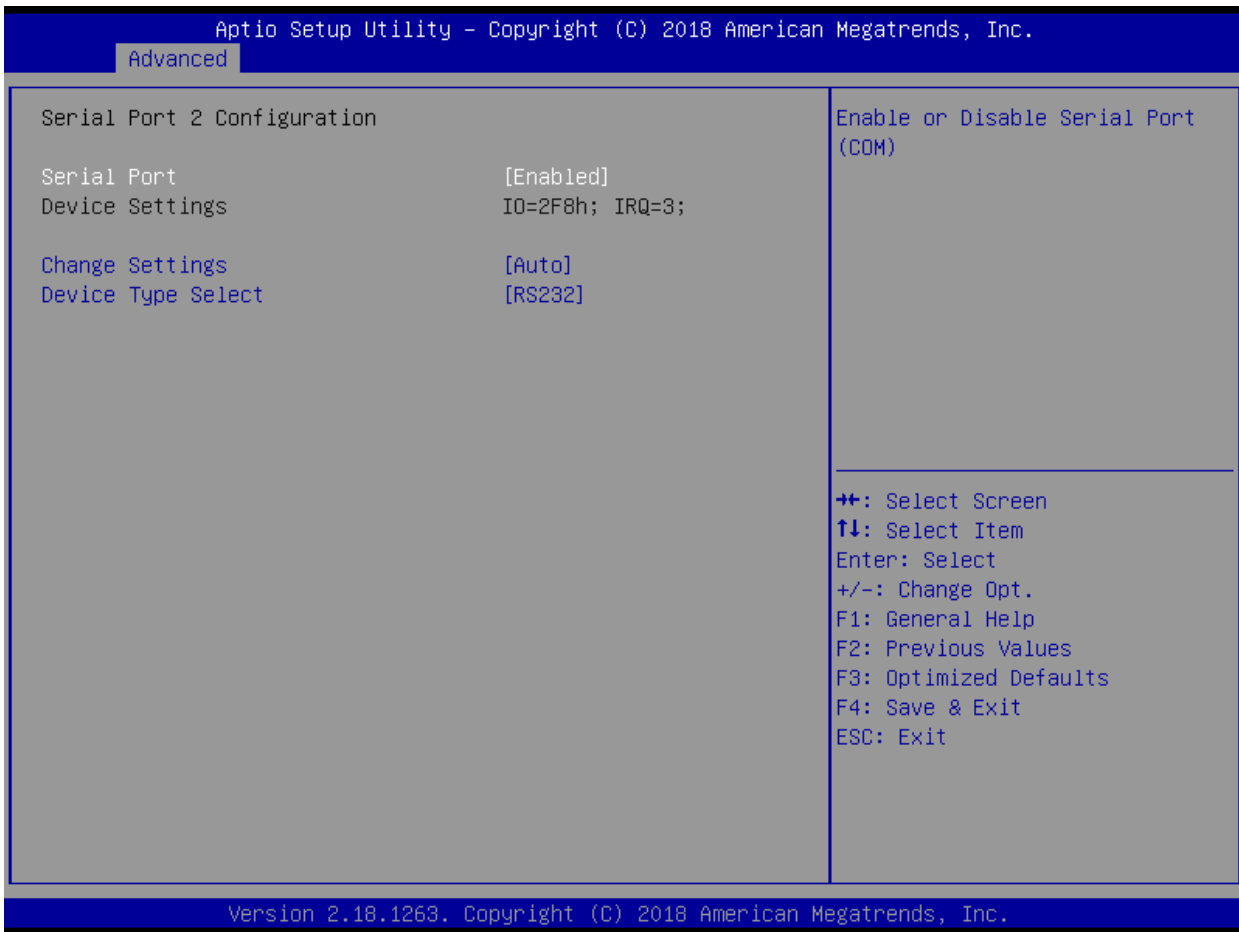 Aptio Setup Utility – Copyright (C) 2018 American Megatrends, Inc.
Advanced
Serial Port 2 Configuration
Serial Port [Enabled]
Device Settings IO=2F8h; IRQ=3;
Change Settings [Auto]
Device Type Select [RS232]
Enable or Disable Serial Port
(COM)
→←: Select Screen
↑↓: Select Item
Enter: Select
+/-: Change Opt.
F1: General Help
F2: Previous Values
F3: Optimized Defaults
F4: Save & Exit
ESC: Exit
Version 2.18.1263. Copyright (C) 2018 American Megatrends, Inc.